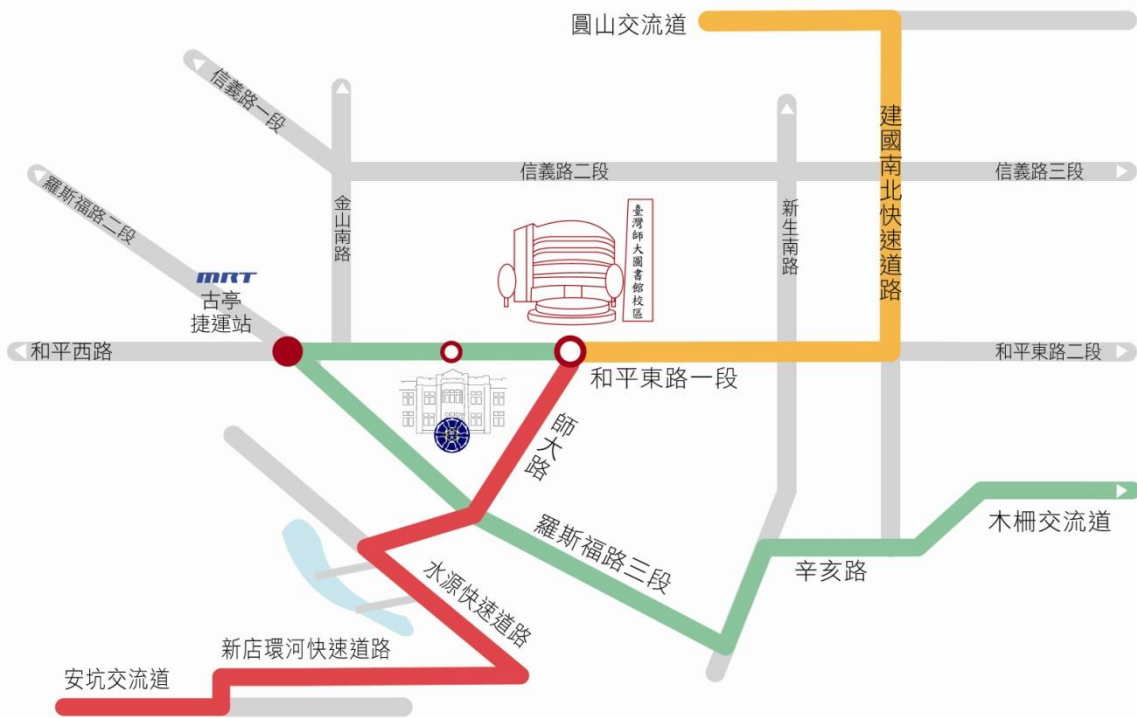 圓山交流道
信義路一段
建國南北快速道路
信義路二段
信義路三段
羅斯福路二段
金山南路
臺灣師大圖書館校區
新生南路
MRT
古亭
捷運站
和平西路
和平東路二段
和平東路一段
師大路
木柵交流道
羅斯福路三段
辛亥路
水源快速道路
新店環河快速道路
安坑交流道